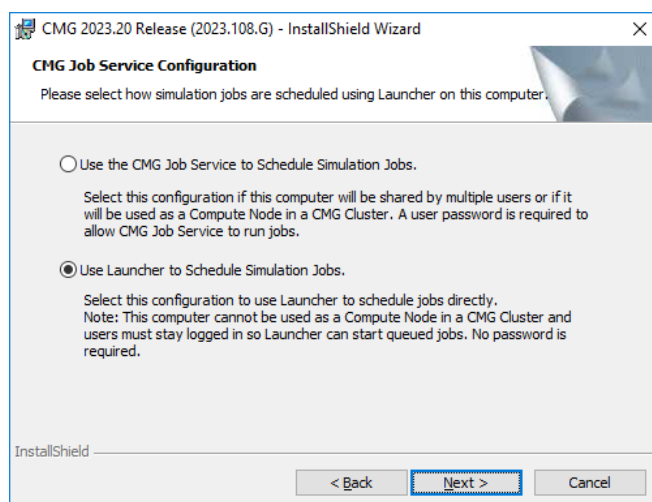 CMG 2023.20 Release (2023.108.G) - InstallShield Wizard
CMG Job Service Configuration
Please select how simulation jobs are scheduled using Launcher on this computer.
Use the CMG Job Service to Schedule Simulation Jobs.
Select this configuration if this computer will be shared by multiple users or if it
will be used as a Compute Node in a CMG Cluster. A user password is required to
allow CMG Job Service to run jobs.
Use Launcher to Schedule Simulation Jobs.
Select this configuration to use Launcher to schedule jobs directly.
Note: This computer cannot be used as a Compute Node in a CMG Cluster and
users must stay logged in so Launcher can start queued jobs. No password is
required.
InstallShield
< Back Next > Cancel